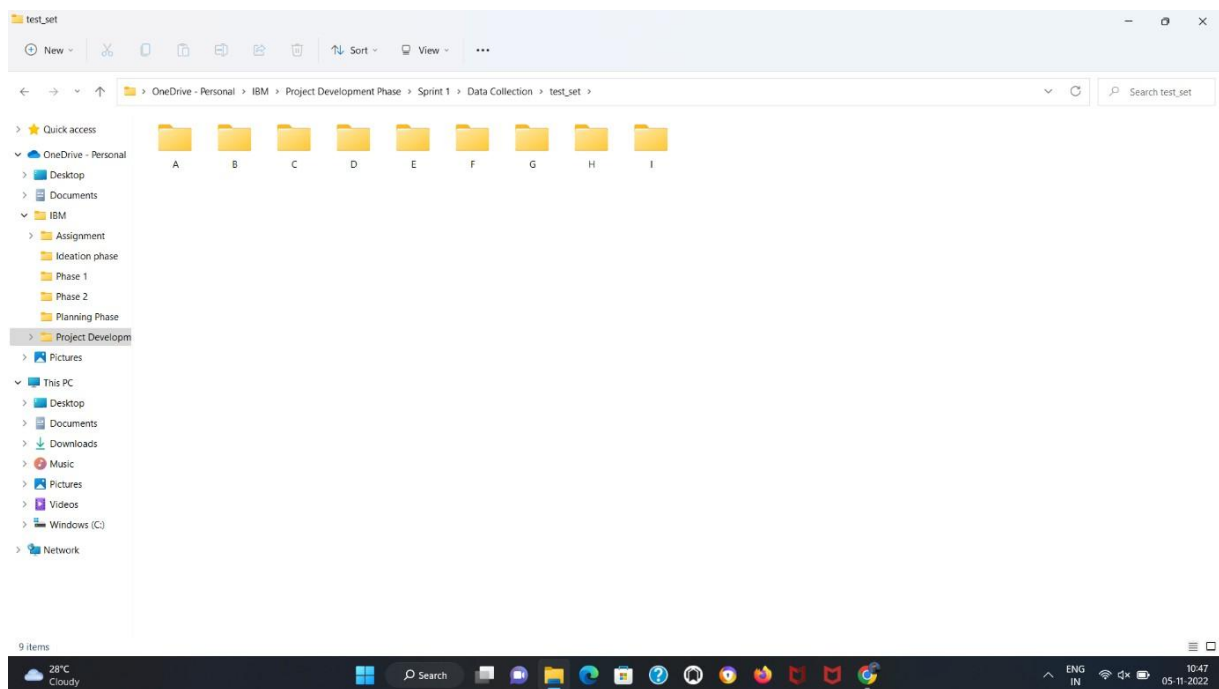 test_set
New
Sort
View
OneDrive - Personal > IBM > Project Development Phase > Sprint 1 > Data Collection > test_set >
Search test_set
Quick access
OneDrive - Personal
Desktop
Documents
IBM
Assignment
Ideation phase
Phase 1
Phase 2
Planning Phase
Project Developm
Pictures
This PC
Desktop
Documents
Downloads
Music
Pictures
Videos
Windows (C:)
Network
A B C D E F G H I
9 items
28°C
Cloudy
Search
ENG
IN
10:47
05-11-2022